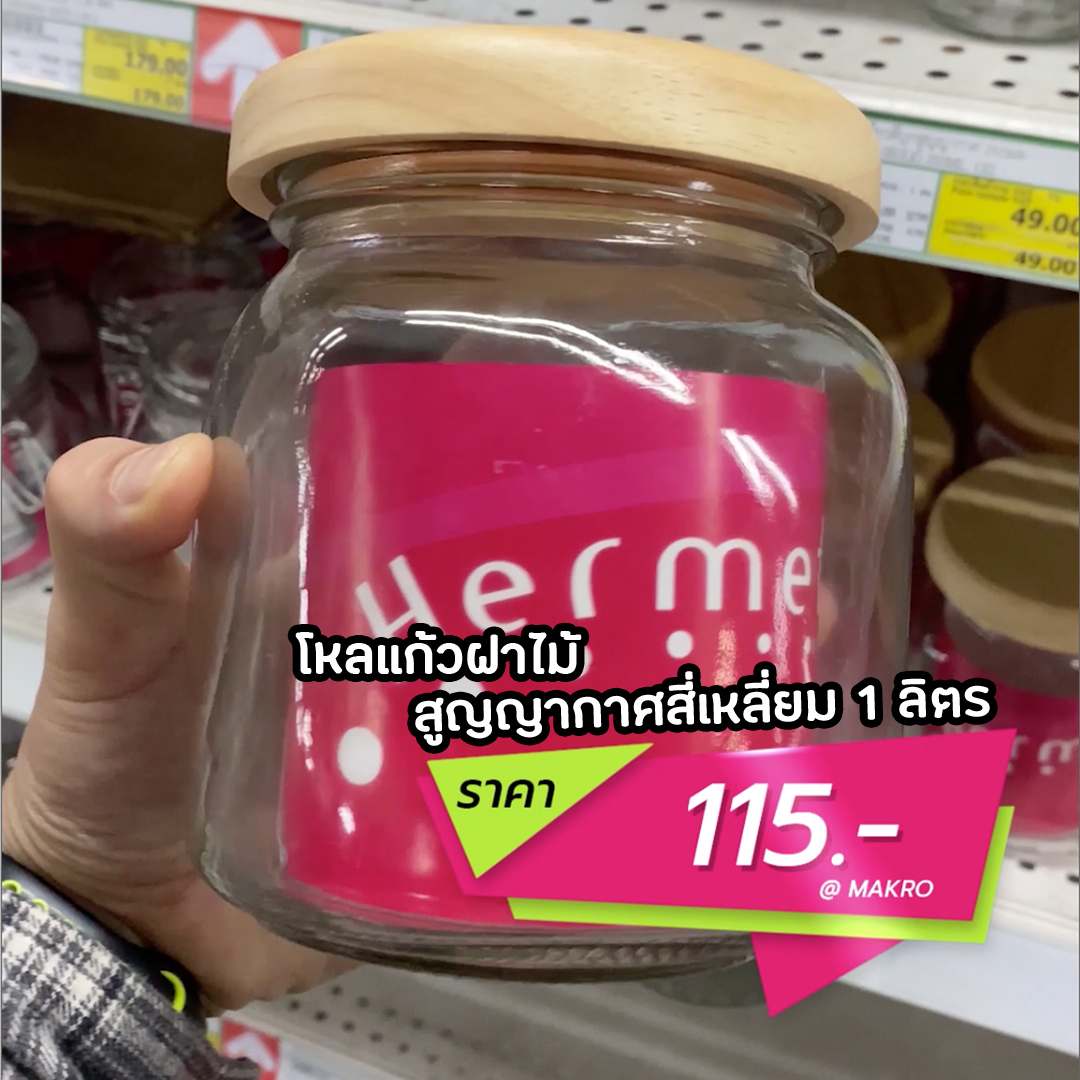 179.00
179.00
49.00
49.00
Herme
โหลแก้วฝาไม้
สูญญากาศสี่เหลี่ยม 1 ลิตร
ราคา
115.-
@ MAKRO